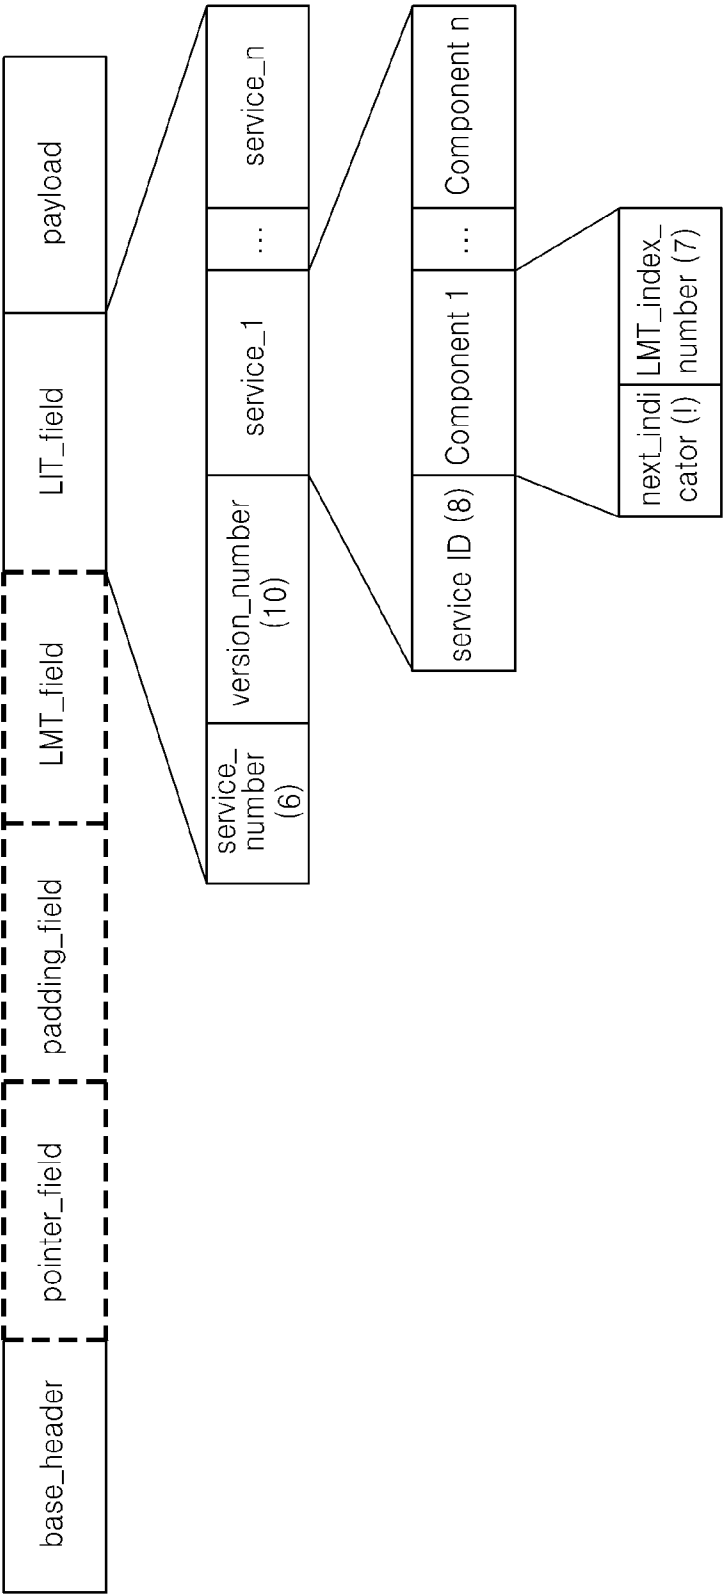 base_header
pointer_field
padding_field
LMT_field
LIT_field
payload
service_
number
(6)
version_number
(10)
service_1
...
service_n
service ID (8)
Component 1
...
Component n
next_indi
cator (!)
LMT_index_
number (7)